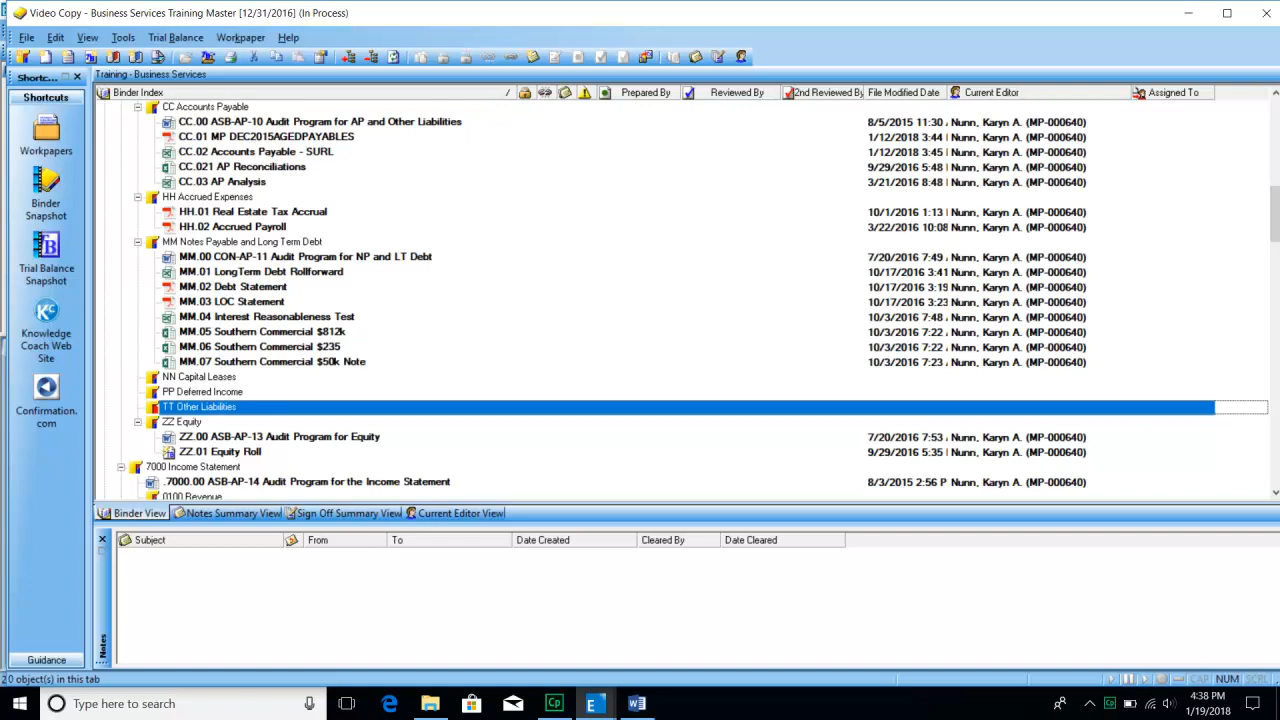 Video Copy - Business Services Training Master [12/31/2016] (In Process)
File Edit View Tools Trial Balance Workpaper Help
Shortc...
Training - Business Services
Shortcuts
Binder Index Prepared By Reviewed By 2nd Reviewed By File Modified Date Current Editor Assigned To
CC Accounts Payable
CC.00 ASB-AP-10 Audit Program for AP and Other Liabilities 8/5/2015 11:30 Nunn, Karyn A. (MP-000640)
CC.01 MP DEC2015AGEDPAYABLES 1/12/2018 3:44 Nunn, Karyn A. (MP-000640)
CC.02 Accounts Payable - SURL 1/12/2018 3:45 Nunn, Karyn A. (MP-000640)
CC.021 AP Reconciliations 9/29/2016 5:48 Nunn, Karyn A. (MP-000640)
CC.03 AP Analysis 3/21/2016 8:48 Nunn, Karyn A. (MP-000640)
HH Accrued Expenses
HH.01 Real Estate Tax Accrual 10/1/2016 1:13 Nunn, Karyn A. (MP-000640)
HH.02 Accrued Payroll 3/22/2016 10:08 Nunn, Karyn A. (MP-000640)
MM Notes Payable and Long Term Debt
MM.00 CON-AP-11 Audit Program for NP and LT Debt 7/20/2016 7:49 Nunn, Karyn A. (MP-000640)
MM.01 LongTerm Debt Rollforward 10/17/2016 3:41 Nunn, Karyn A. (MP-000640)
MM.02 Debt Statement 10/17/2016 3:19 Nunn, Karyn A. (MP-000640)
MM.03 LOC Statement 10/17/2016 3:23 Nunn, Karyn A. (MP-000640)
MM.04 Interest Reasonableness Test 10/3/2016 7:48 Nunn, Karyn A. (MP-000640)
MM.05 Southern Commercial $812k 10/3/2016 7:22 Nunn, Karyn A. (MP-000640)
MM.06 Southern Commercial $235 10/3/2016 7:22 Nunn, Karyn A. (MP-000640)
MM.07 Southern Commercial $50k Note 10/3/2016 7:23 Nunn, Karyn A. (MP-000640)
NN Capital Leases
PP Deferred Income
TT Other Liabilities
ZZ Equity
ZZ.00 ASB-AP-13 Audit Program for Equity 7/20/2016 7:53 Nunn, Karyn A. (MP-000640)
ZZ.01 Equity Roll 9/29/2016 5:35 Nunn, Karyn A. (MP-000640)
7000 Income Statement
.7000.00 ASB-AP-14 Audit Program for the Income Statement 8/3/2015 2:56 P Nunn, Karyn A. (MP-000640)
0100 Revenue
Workpapers
Binder
Snapshot
Trial Balance
Snapshot
Knowledge
Coach Web
Site
Confirmation.
com
Guidance
Binder View Notes Summary View Sign Off Summary View Current Editor View
Subject From To Date Created Cleared By Date Cleared
Notes
0 object(s) in this tab
CAP NUM SCRL
Type here to search
4:38 PM
1/19/2018